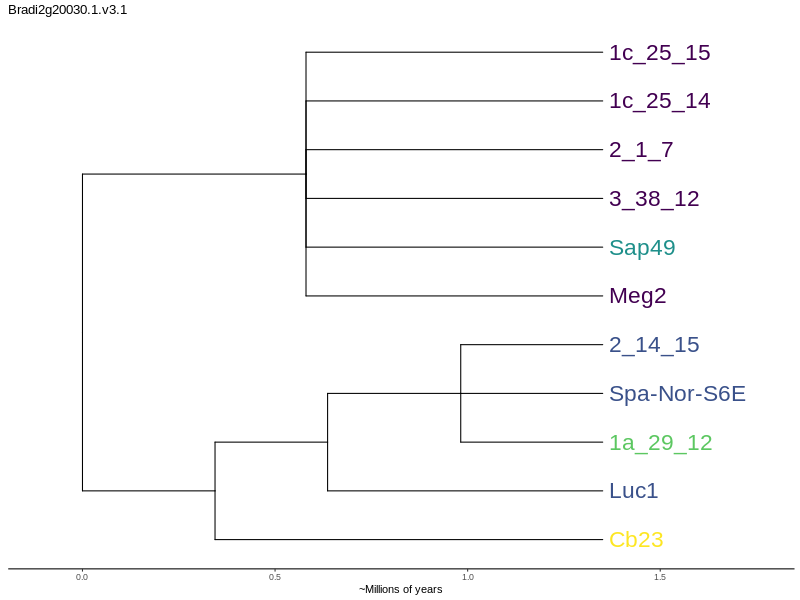 Bradi2g20030.1.v3.1
1c_25_15
1c_25_14
2_1_7
3_38_12
Sap49
Meg2
2_14_15
Spa-Nor-S6E
1a_29_12
Luc1
Cb23
0.0 0.5 1.0 1.5
~Millions of years